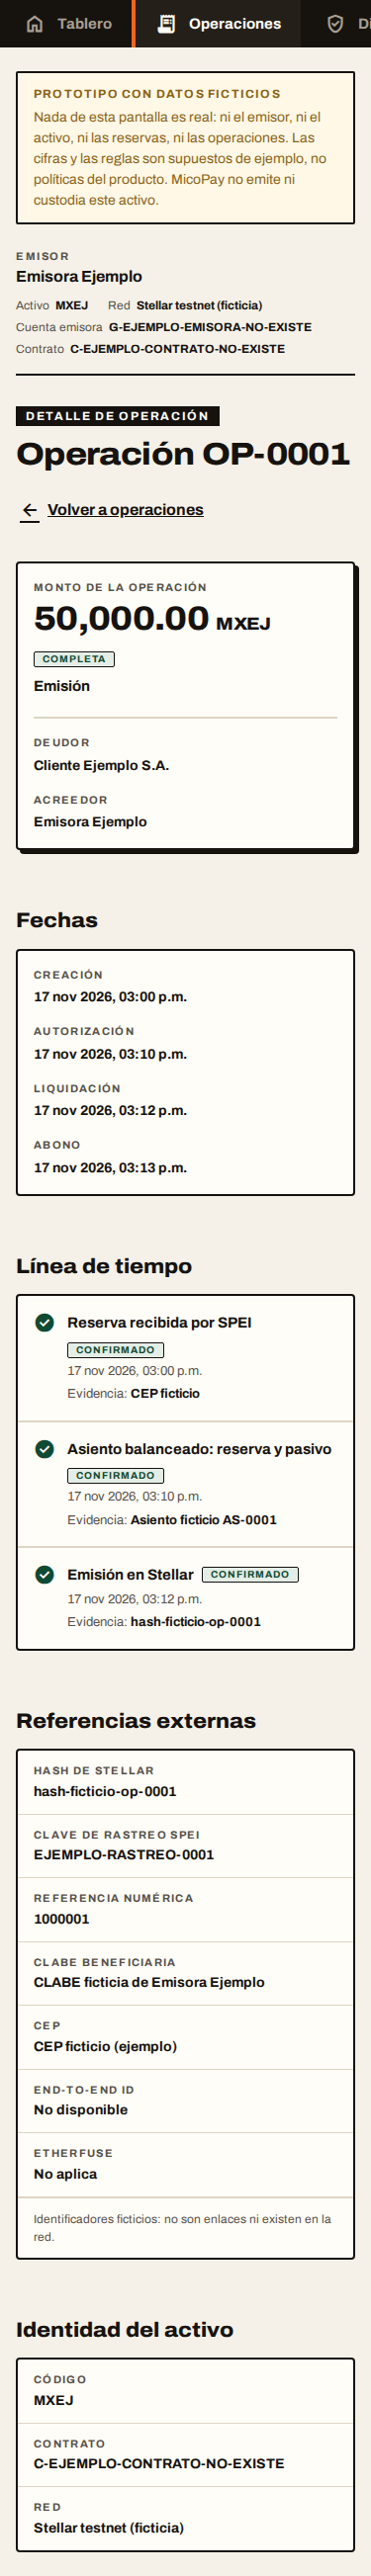 Tablero
Operaciones
PROTOTIPO CON DATOS FICTICIOS
Nada de esta pantalla es real: ni el emisor, ni el
activo, ni las reservas, ni las operaciones. Las
cifras y las reglas son supuestos de ejemplo, no
políticas del producto. MicoPay no emite ni
custodia este activo.
EMISOR
Emisora Ejemplo
Activo MXEJ Red Stellar testnet (ficticia)
Cuenta emisora G-EJEMPLO-EMISORA-NO-EXISTE
Contrato C-EJEMPLO-CONTRATO-NO-EXISTE
DETALLE DE OPERACIÓN
Operación OP-0001
Volver a operaciones
MONTO DE LA OPERACIÓN
50,000.00 MXEJ
COMPLETA
Emisión
DEUDOR
Cliente Ejemplo S.A.
ACREEDOR
Emisora Ejemplo
Fechas
CREACIÓN
17 nov 2026, 03:00 p.m.
AUTORIZACIÓN
17 nov 2026, 03:10 p.m.
LIQUIDACIÓN
17 nov 2026, 03:12 p.m.
ABONO
17 nov 2026, 03:13 p.m.
Línea de tiempo
Reserva recibida por SPEI
CONFIRMADO
17 nov 2026, 03:00 p.m.
Evidencia: CEP ficticio
Asiento balanceado: reserva y pasivo
CONFIRMADO
17 nov 2026, 03:10 p.m.
Evidencia: Asiento ficticio AS-0001
Emisión en Stellar CONFIRMADO
17 nov 2026, 03:12 p.m.
Evidencia: hash-ficticio-op-0001
Referencias externas
HASH DE STELLAR
hash-ficticio-op-0001
CLAVE DE RASTREO SPEI
EJEMPLO-RASTREO-0001
REFERENCIA NUMÉRICA
1000001
CLABE BENEFICIARIA
CLABE ficticia de Emisora Ejemplo
CEP
CEP ficticio (ejemplo)
END-TO-END ID
No disponible
ETHERFUSE
No aplica
Identificadores ficticios: no son enlaces ni existen en la
red.
Identidad del activo
CÓDIGO
MXEJ
CONTRATO
C-EJEMPLO-CONTRATO-NO-EXISTE
RED
Stellar testnet (ficticia)